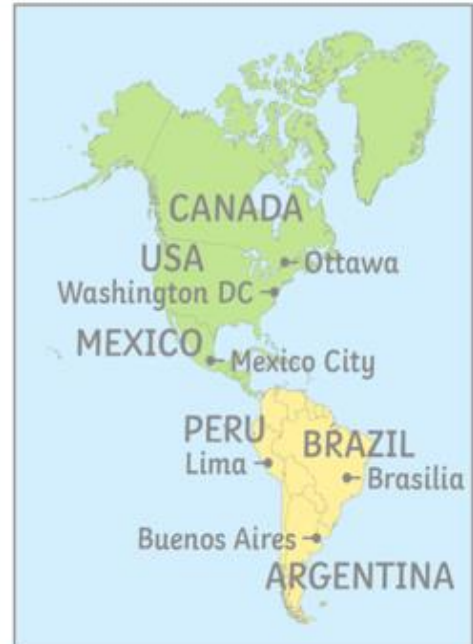 CANADA
USA
Ottawa
Washington DC
MEXICO
Mexico City
PERU
BRAZIL
Lima
Brasilia
Buenos Aires
ARGENTINA